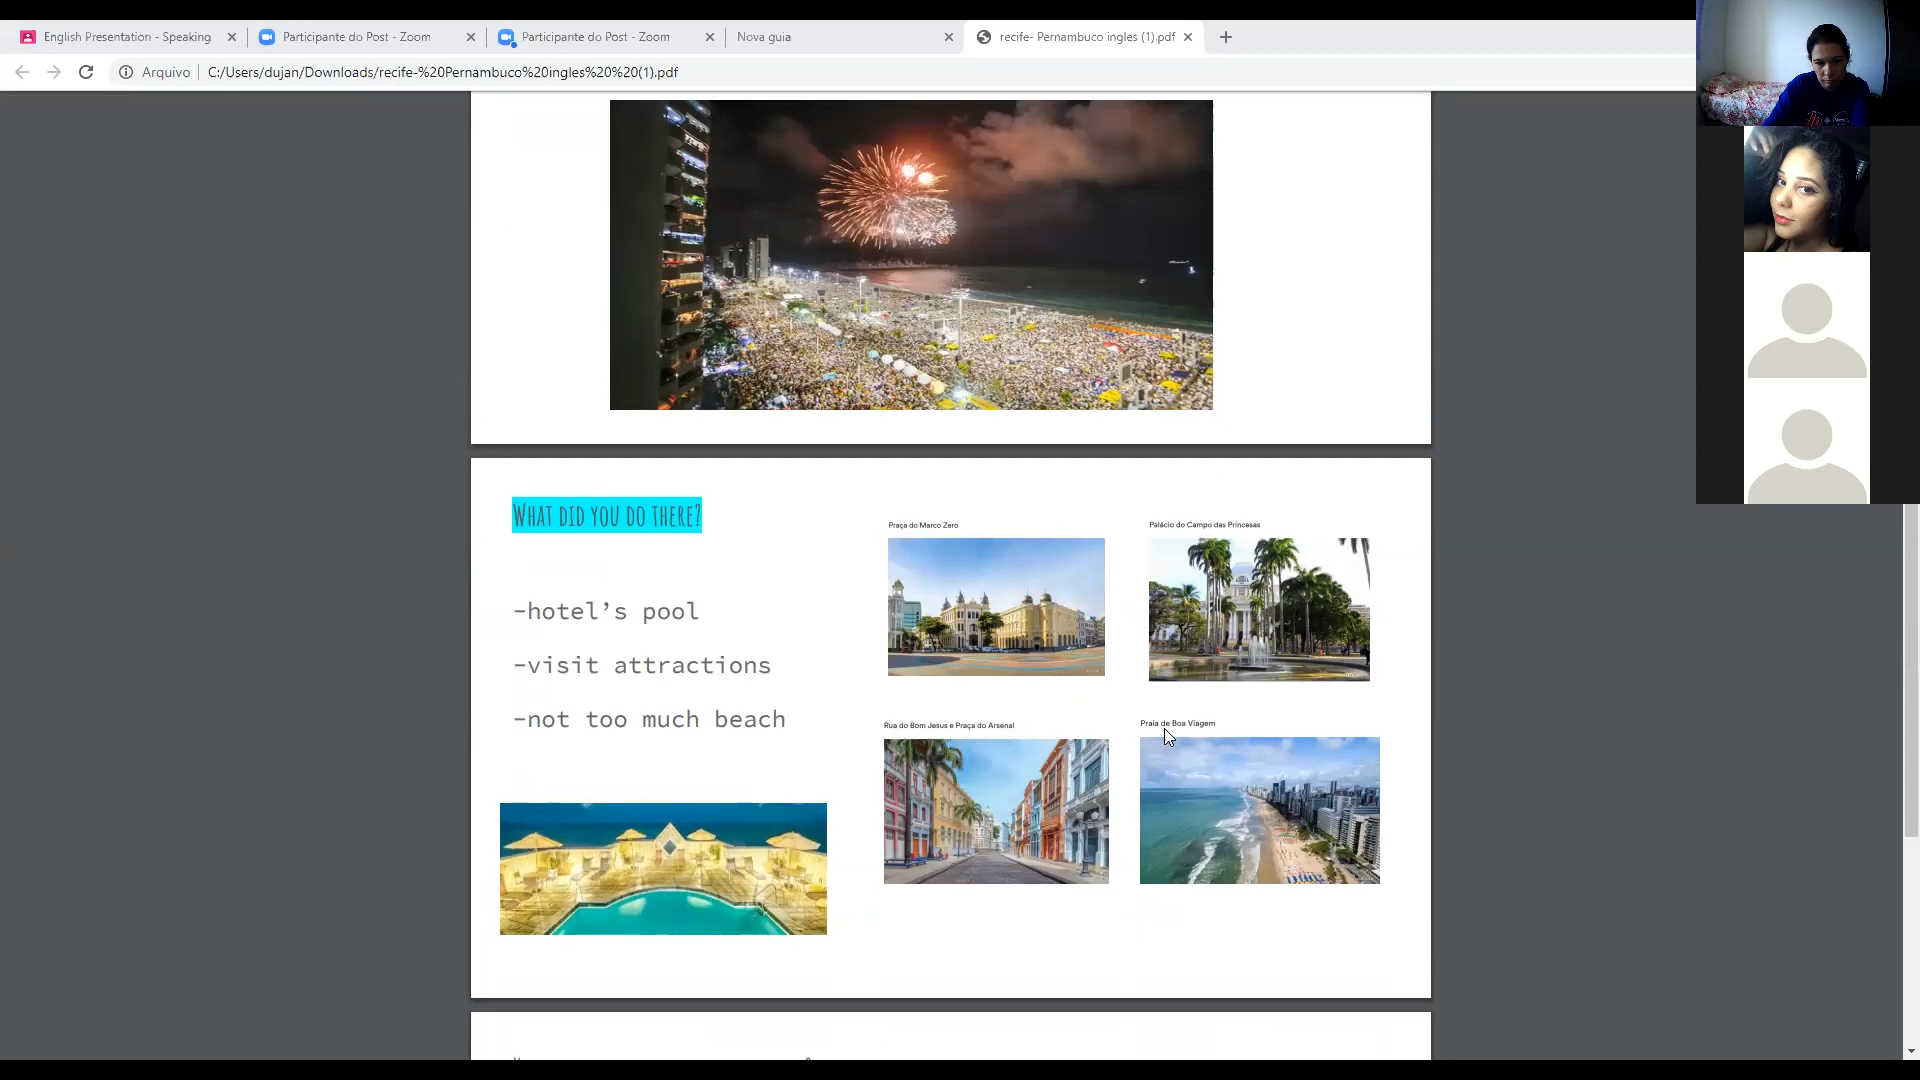 English Presentation - Speaking
Participante do Post - Zoom
Participante do Post - Zoom
Nova guia
recife- Pernambuco ingles (1).pdf
Arquivo
C:/Users/dujan/Downloads/recife-%20Pernambuco%20ingles%20%20(1).pdf
What did you do there?
-hotel's pool
-visit attractions
-not too much beach
Praça do Marco Zero
Palácio do Campo das Princesas
Rua do Bom Jesus e Praça do Arsenal
Praia de Boa Viagem